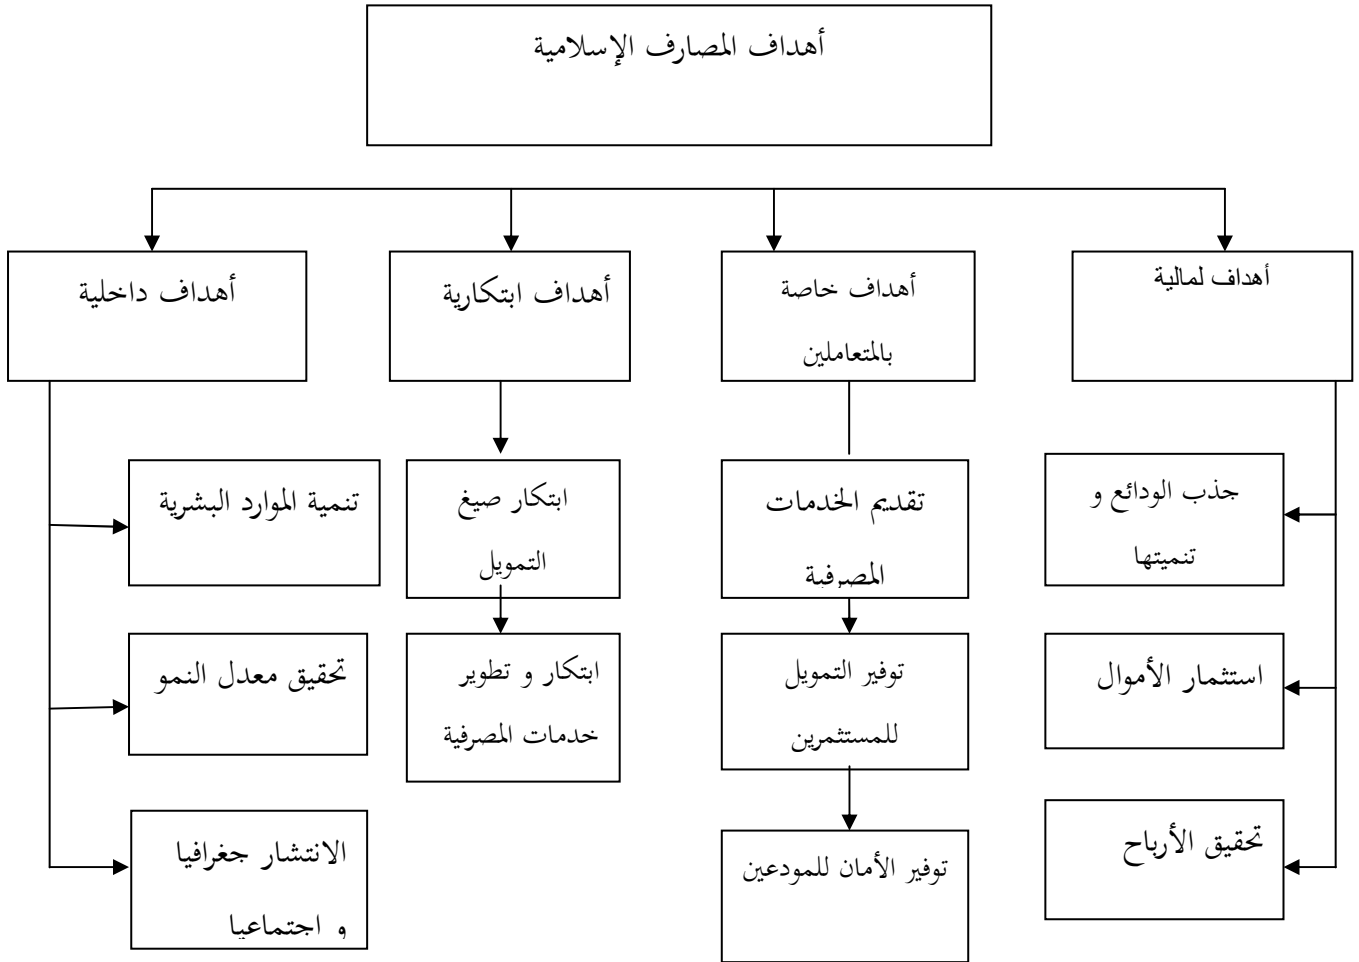 أهداف المصارف الإسلامية
أهداف لمالية
أهداف خاصة
بالمتعاملين
أهداف ابتكارية
أهداف داخلية
جذب الودائع و
تنميتها
استثمار الأموال
تحقيق الأرباح
تقديم الخدمات
المصرفية
توفير التمويل
للمستثمرين
توفير الأمان للمودعين
ابتكار صيغ
التمويل
ابتكار و تطوير
خدمات المصرفية
تنمية الموارد البشرية
تحقيق معدل النمو
الانتشار جغرافيا
و اجتماعيا